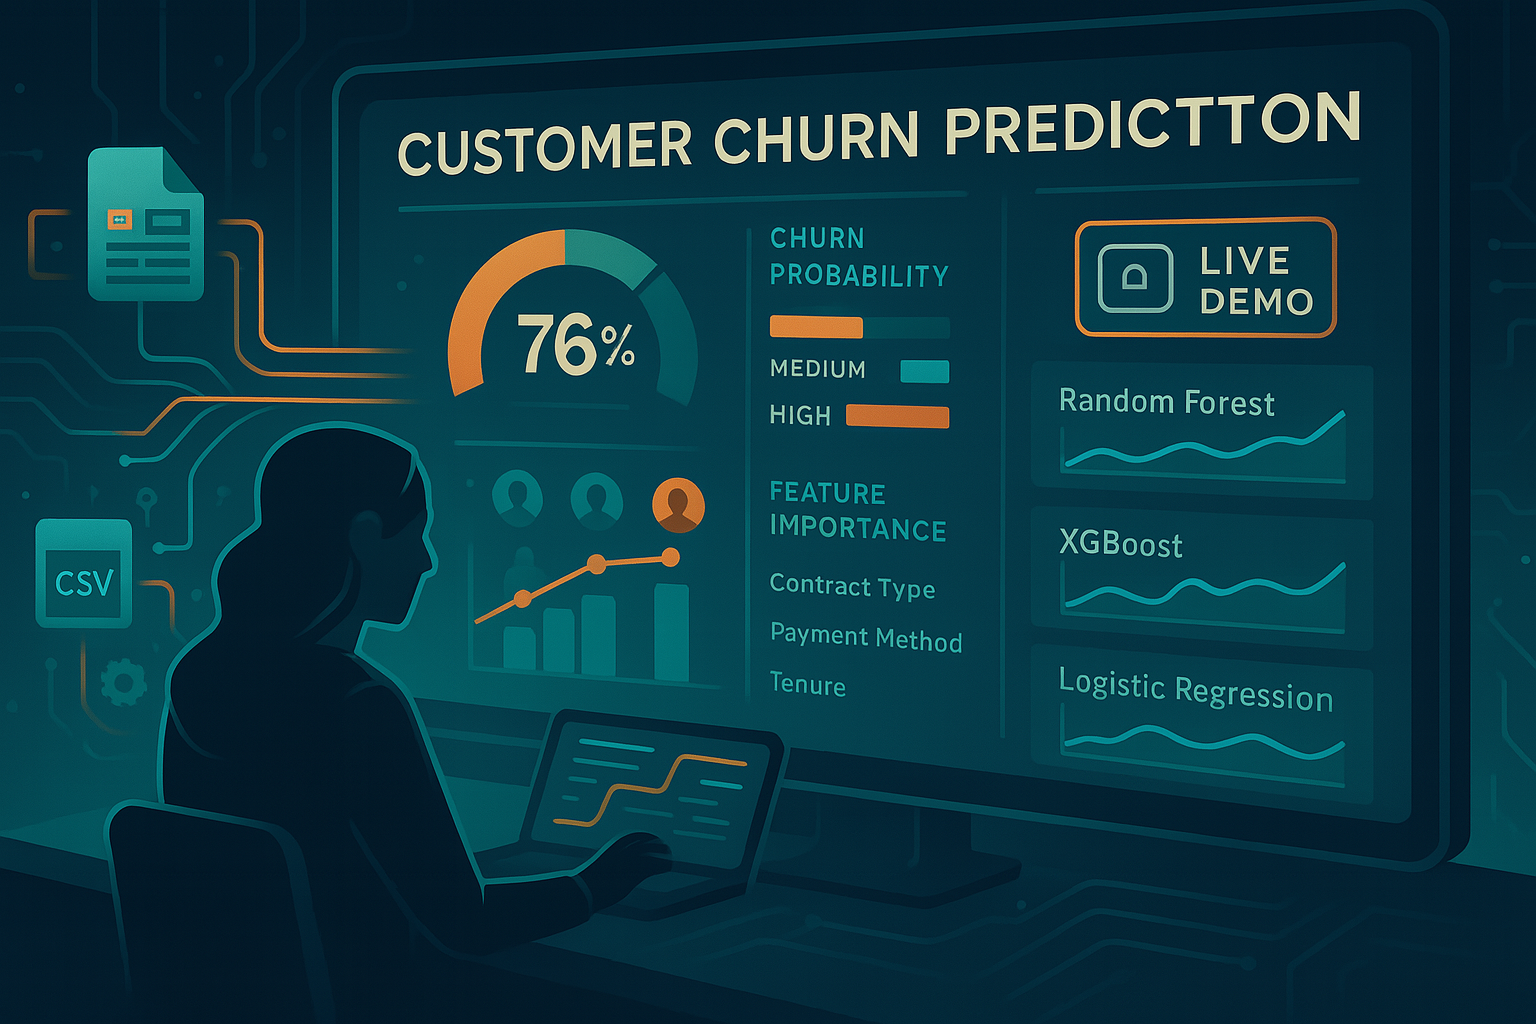 CUSTOMER CHURN PREDICTTON
76%
CHURN
PROBABILITY
MEDIUM
HIGH
FEATURE
IMPORTANCE
Contract Type
Payment Method
Tenure
LIVE
DEMO
Random Forest
XGBoost
Logistic Regression
CSV